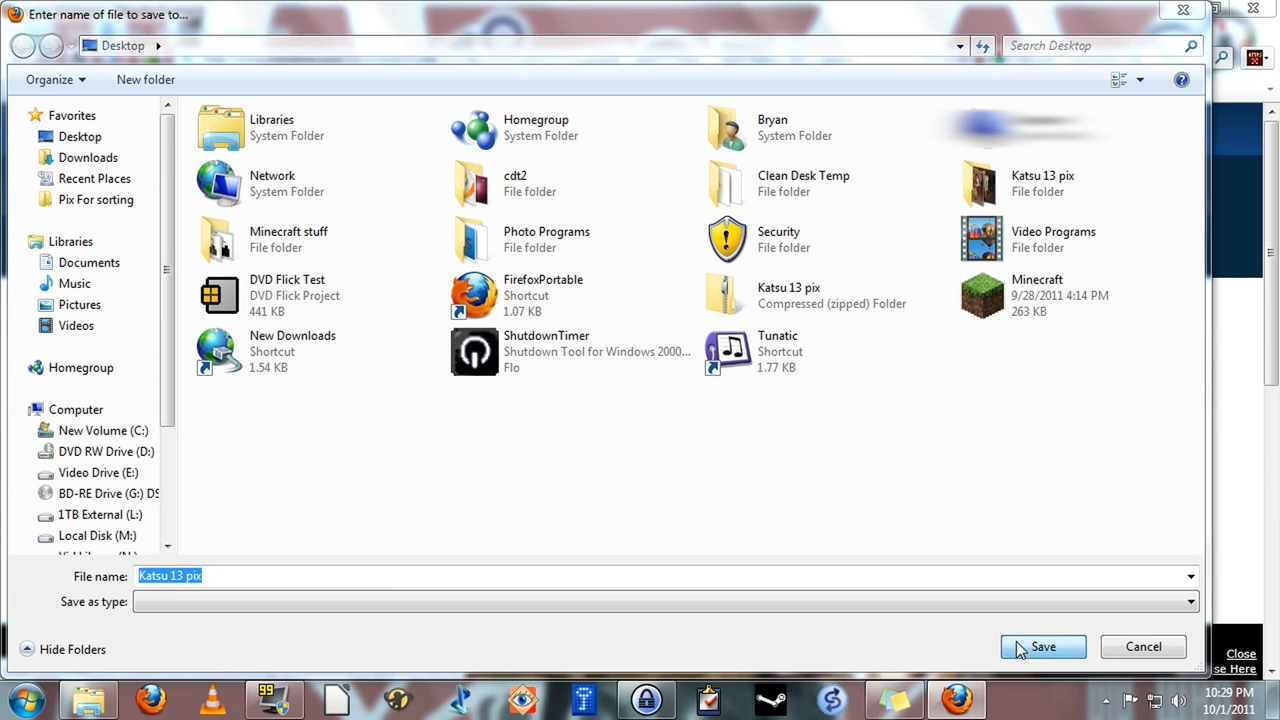 Enter name of file to save to...
Desktop
Search Desktop
Organize
New folder
Favorites
Desktop
Downloads
Recent Places
Pix For sorting
Libraries
Documents
Music
Pictures
Videos
Homegroup
Computer
New Volume (C:)
DVD RW Drive (D:)
Video Drive (E:)
BD-RE Drive (G:) DS
1TB External (L:)
Local Disk (M:)
Libraries
System Folder
Homegroup
System Folder
Bryan
System Folder
Network
System Folder
cdt2
File folder
Clean Desk Temp
File folder
Katsu 13 pix
File folder
Minecraft stuff
File folder
Photo Programs
File folder
Security
File folder
Video Programs
File folder
DVD Flick Test
DVD Flick Project
441 KB
FirefoxPortable
Shortcut
1.07 KB
Katsu 13 pix
Compressed (zipped) Folder
Minecraft
9/28/2011 4:14 PM
263 KB
New Downloads
Shortcut
1.54 KB
ShutdownTimer
Shutdown Tool for Windows 2000...
Flo
Tunatic
Shortcut
1.77 KB
File name: Katsu 13 pix
Save as type:
Hide Folders
Save
Cancel
Close
se Here
99
10:29 PM
10/1/2011